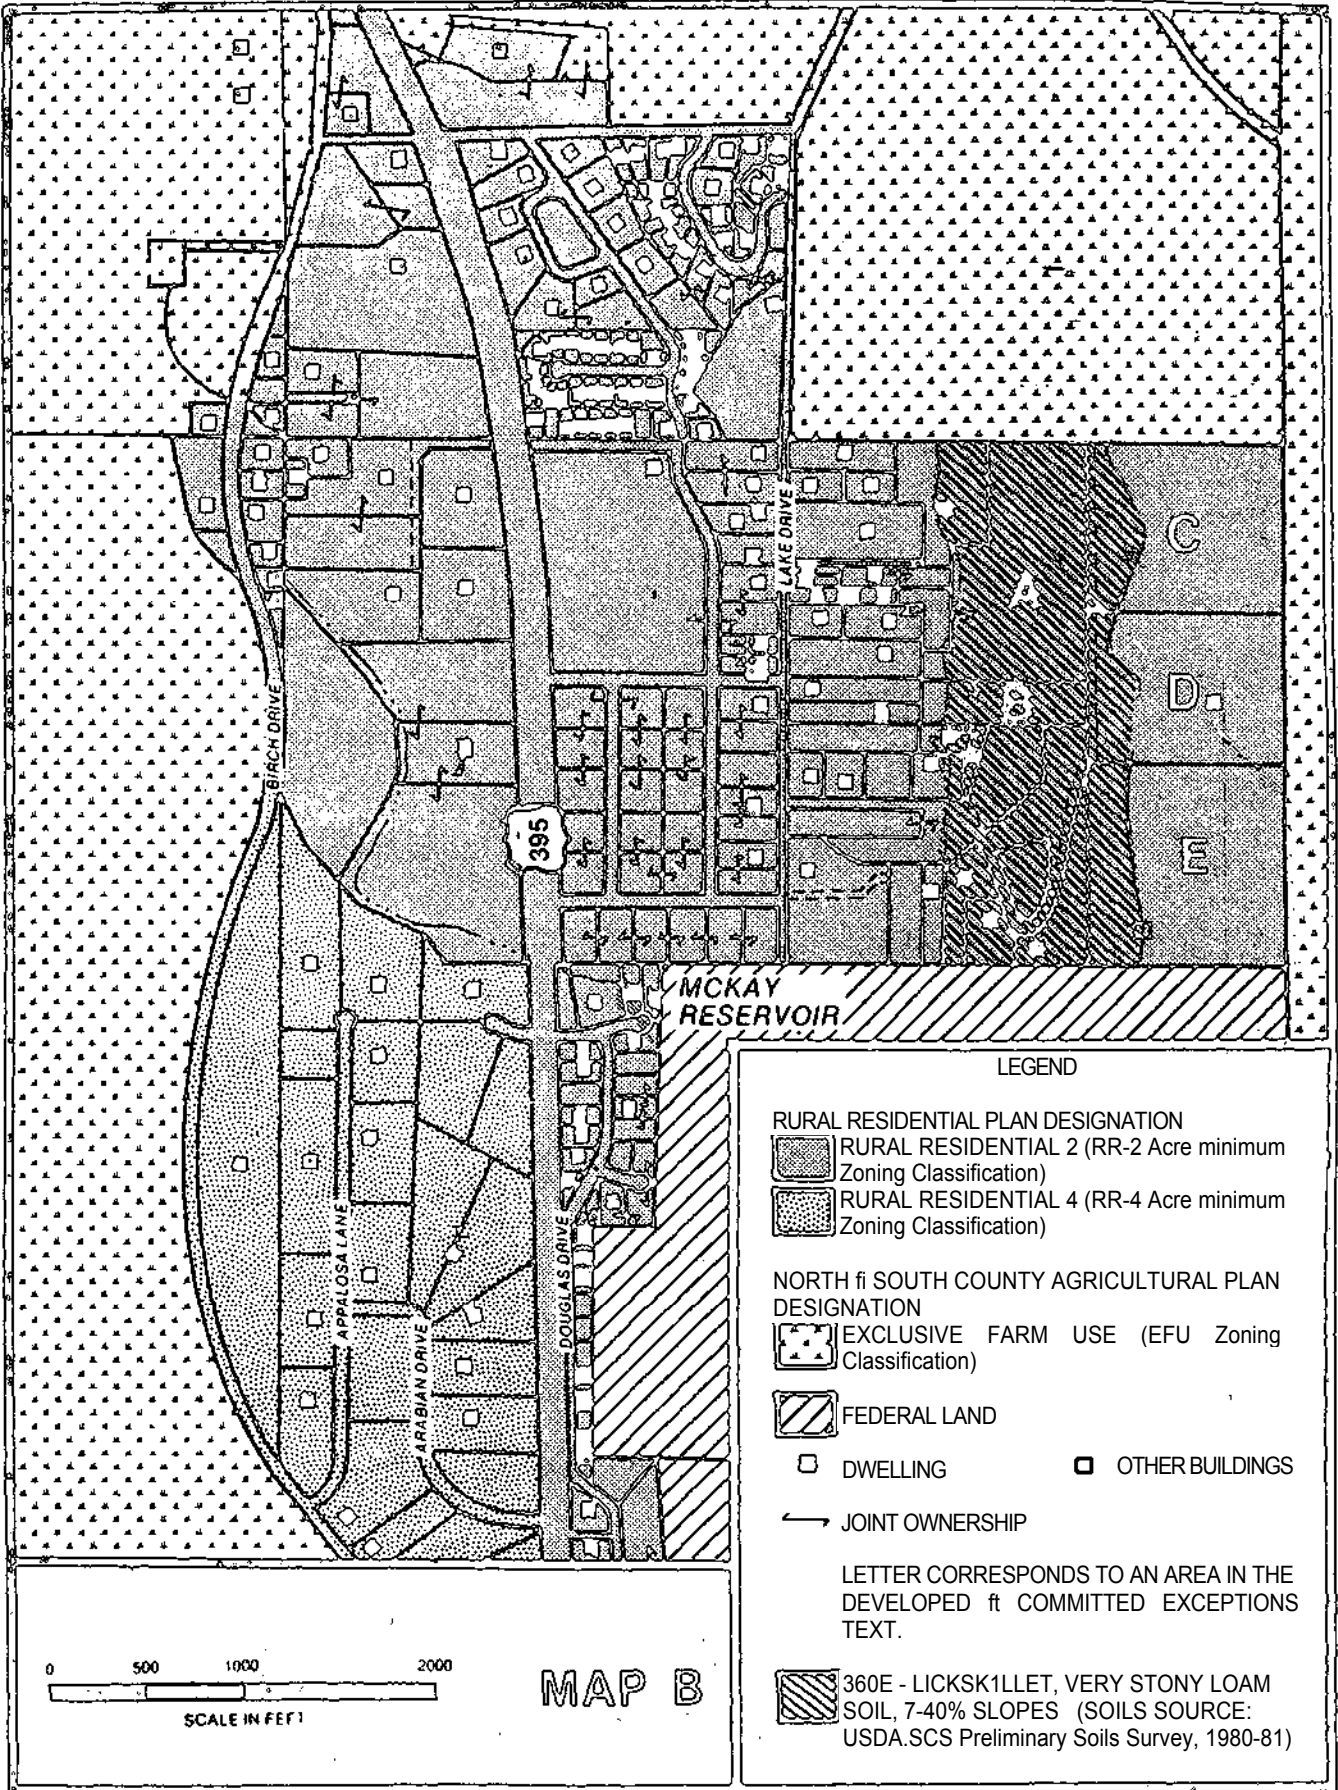 C
LAKE DRIVE
A
D
B
BIRCH DRIVE
395
E
MCKAY
RESERVOIR
APPALOSA LANE
DOUGLAS DRIVE
ARABIAN DRIVE
LEGEND
RURAL RESIDENTIAL PLAN DESIGNATION
RURAL RESIDENTIAL 2 (RR-2 Acre minimum
Zoning Classification)
RURAL RESIDENTIAL 4 (RR-4 Acre minimum
Zoning Classification)
NORTH fi SOUTH COUNTY AGRICULTURAL PLAN
DESIGNATION
EXCLUSIVE FARM USE (EFU Zoning
Classification)
FEDERAL LAND
DWELLING
OTHER BUILDINGS
JOINT OWNERSHIP
LETTER CORRESPONDS TO AN AREA IN THE
DEVELOPED ft COMMITTED EXCEPTIONS
TEXT.
360E - LICKSK1LLET, VERY STONY LOAM
SOIL, 7-40% SLOPES (SOILS SOURCE:
USDA.SCS Preliminary Soils Survey, 1980-81)
0 500 1000 2000
SCALE IN FEET
MAP B